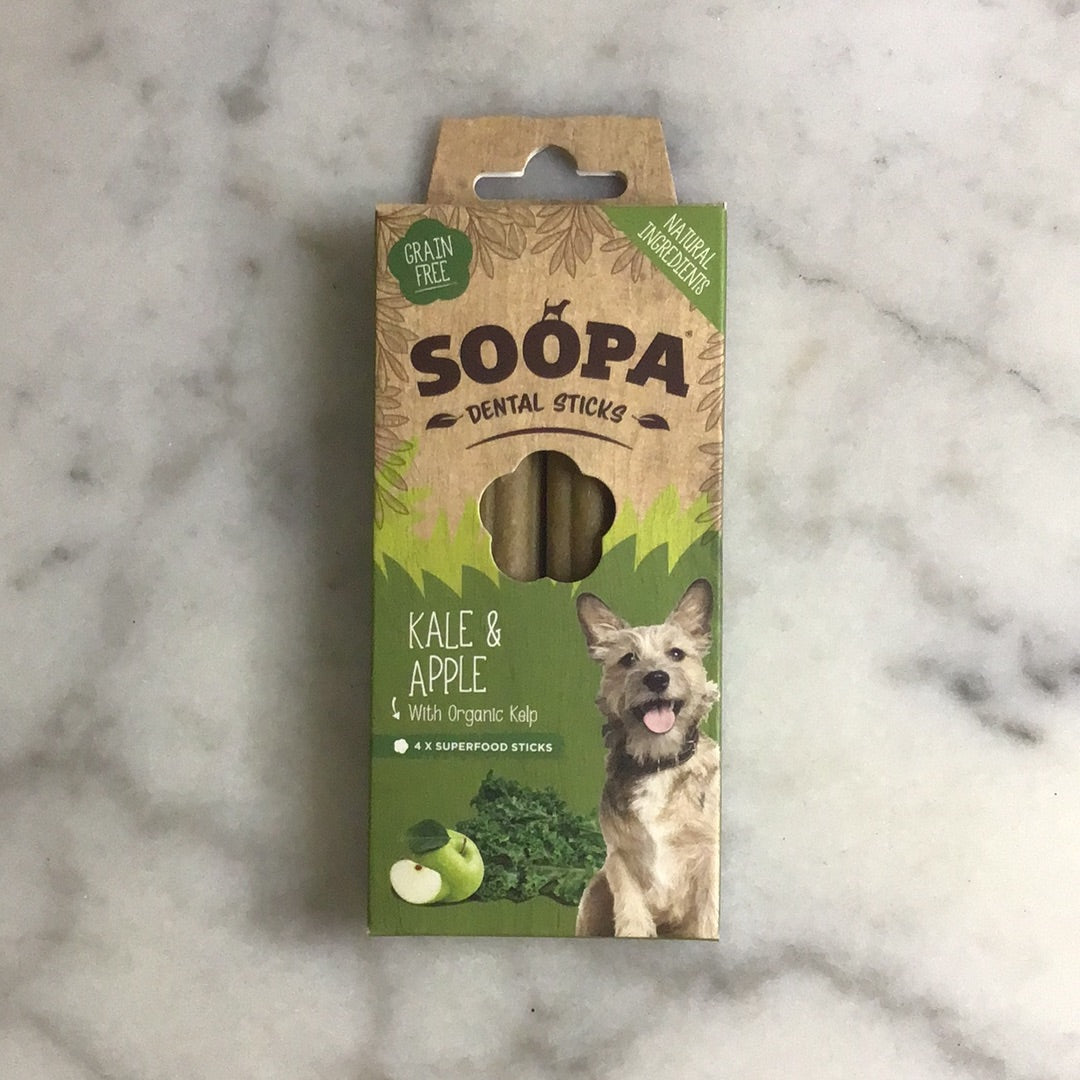 GRAIN
FREE
NATURAL
INGREDIENTS
SOOPA
DENTAL STICKS
KALE &
APPLE
With Organic Kelp
4 X SUPERFOOD STICKS